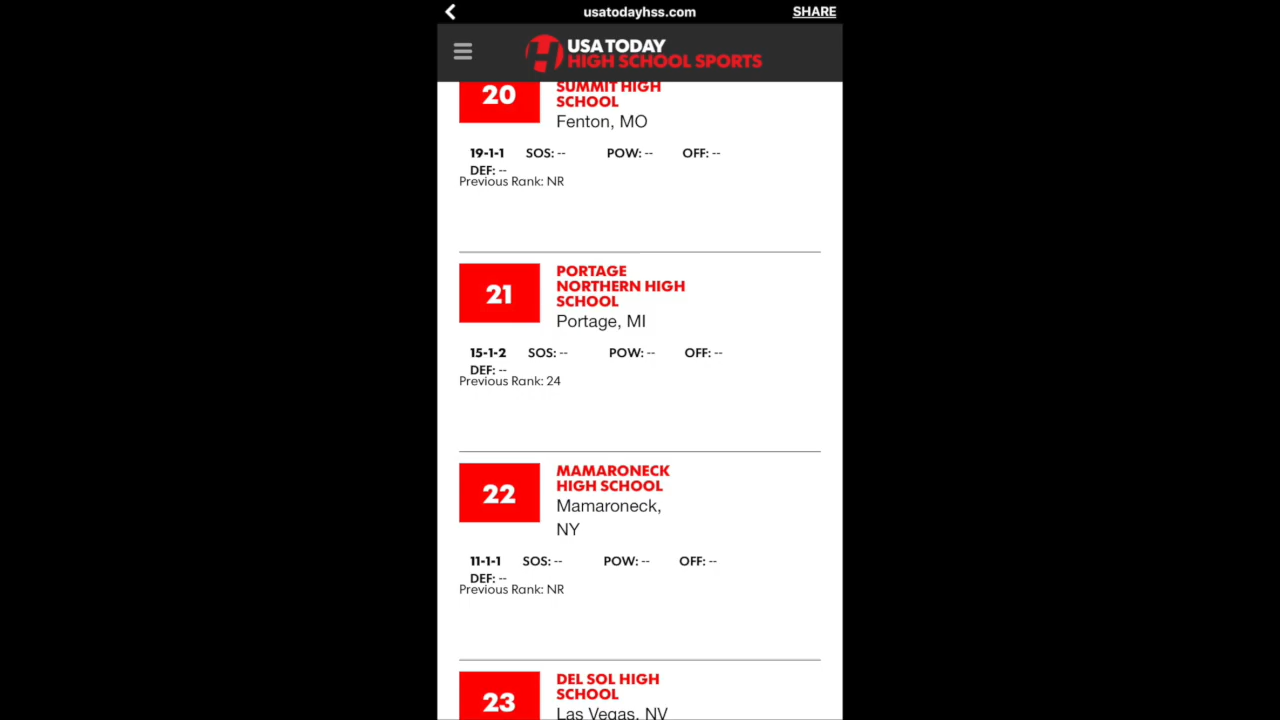 usatodayhss.com SHARE
USA TODAY
HIGH SCHOOL SPORTS
20
SUMMIT HIGH
SCHOOL
Fenton, MO
19-1-1 SOS: -- POW: -- OFF: --
DEF: --
Previous Rank: NR
21
PORTAGE
NORTHERN HIGH
SCHOOL
Portage, MI
15-1-2 SOS: -- POW: -- OFF: --
DEF: --
Previous Rank: 24
22
MAMARONECK
HIGH SCHOOL
Mamaroneck,
NY
11-1-1 SOS: -- POW: -- OFF: --
DEF: --
Previous Rank: NR
23
DEL SOL HIGH
SCHOOL
Las Vegas, NV